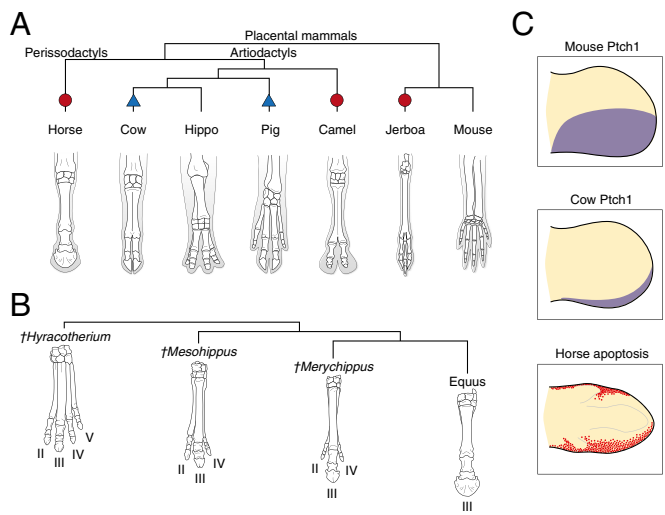 A
Placental mammals
Perissodactyls
Artiodactyls
Horse
Cow
Hippo
Pig
Camel
Jerboa
Mouse
B
†Hyracotherium
†Mesohippus
†Merychippus
Equus
II
III
IV
V
II
III
IV
II
III
IV
III
C
Mouse Ptch1
Cow Ptch1
Horse apoptosis